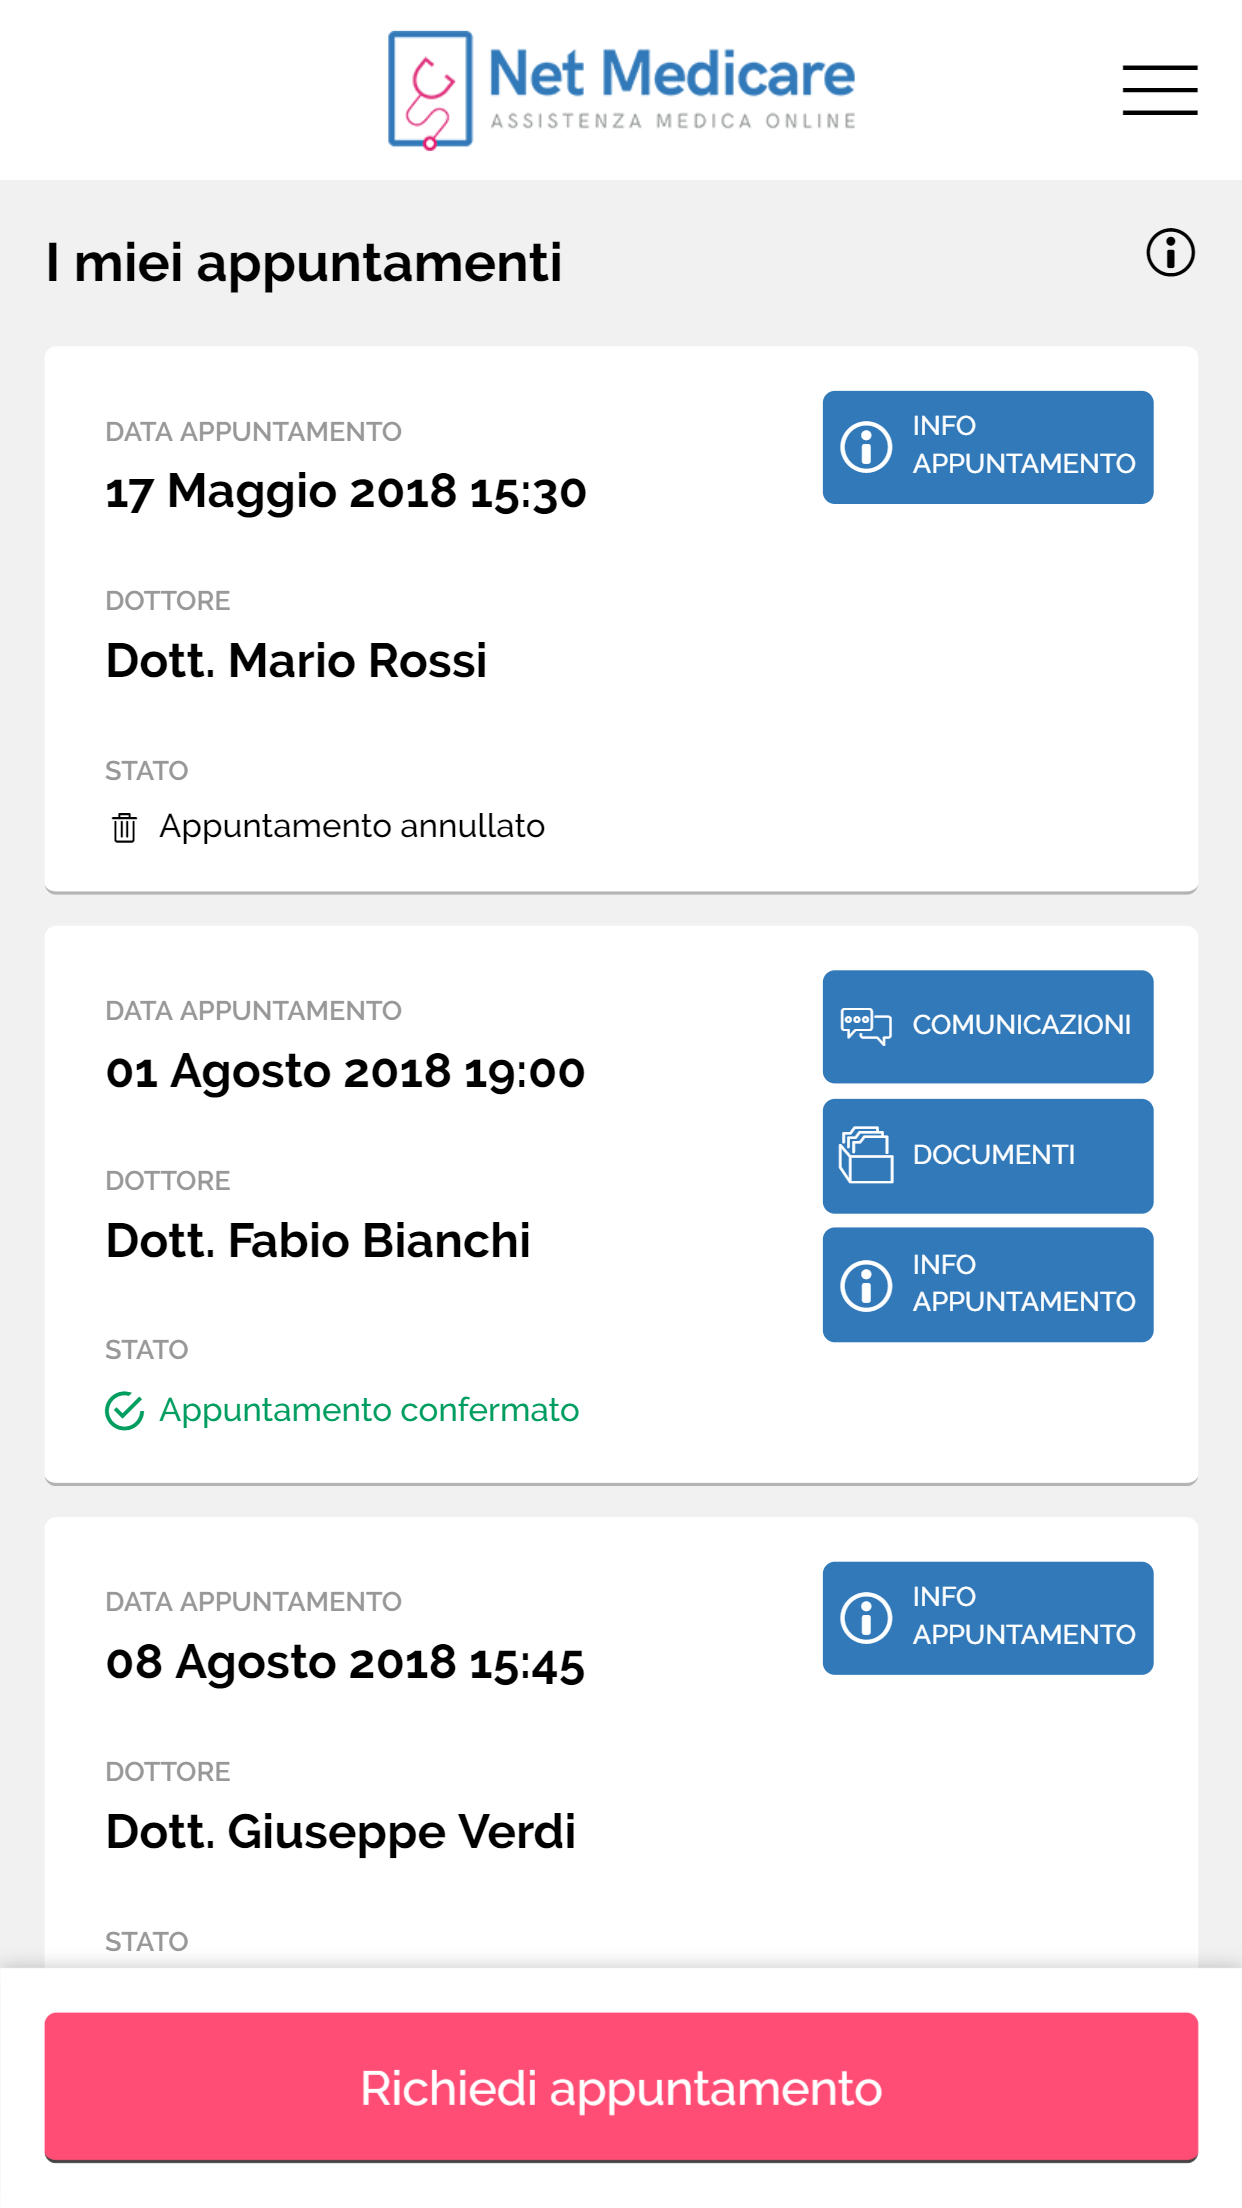 Net Medicare
ASSISTENZA MEDICA ONLINE
I miei appuntamenti
DATA APPUNTAMENTO
17 Maggio 2018 15:30
INFO
APPUNTAMENTO
DOTTORE
Dott. Mario Rossi
STATO
Appuntamento annullato
DATA APPUNTAMENTO
01 Agosto 2018 19:00
COMUNICAZIONI
DOCUMENTI
INFO
APPUNTAMENTO
DOTTORE
Dott. Fabio Bianchi
STATO
Appuntamento confermato
DATA APPUNTAMENTO
08 Agosto 2018 15:45
INFO
APPUNTAMENTO
DOTTORE
Dott. Giuseppe Verdi
STATO
Richiedi appuntamento